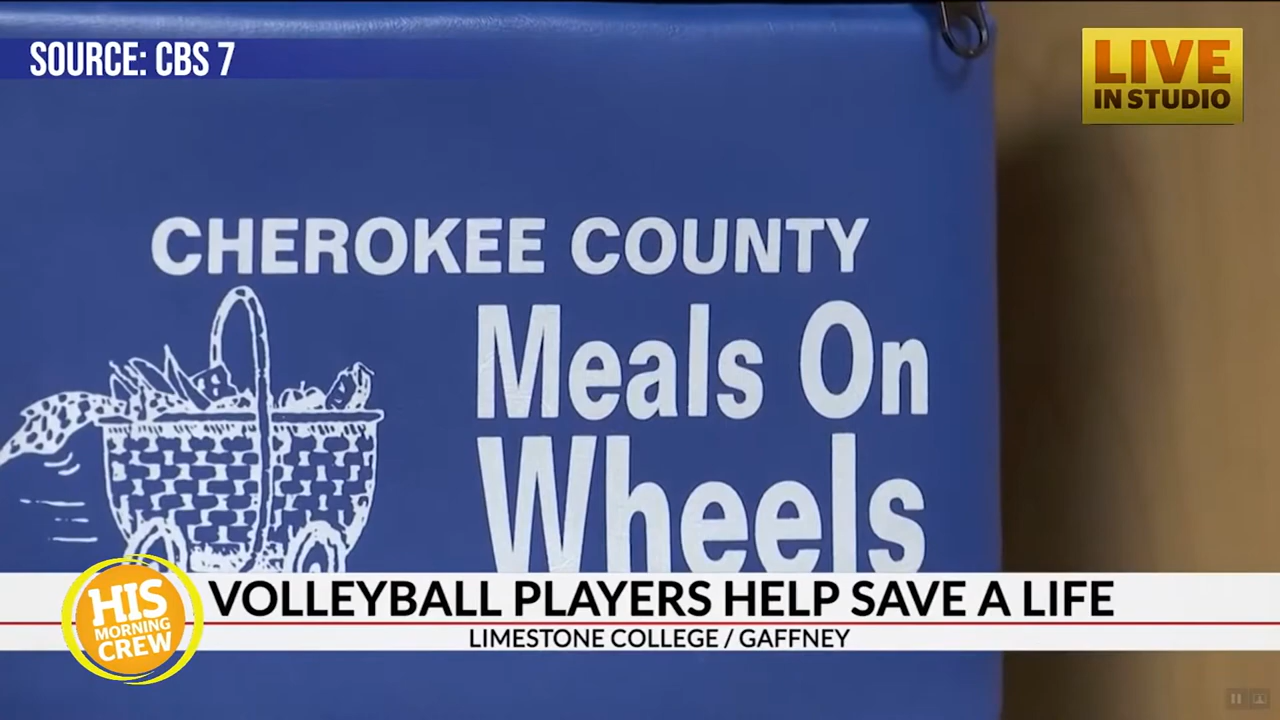 SOURCE: CBS 7
LIVE
IN STUDIO
CHEROKEE COUNTY
Meals On
Wheels
HIS
MORNING
CREW
VOLLEYBALL PLAYERS HELP SAVE A LIFE
LIMESTONE COLLEGE / GAFFNEY